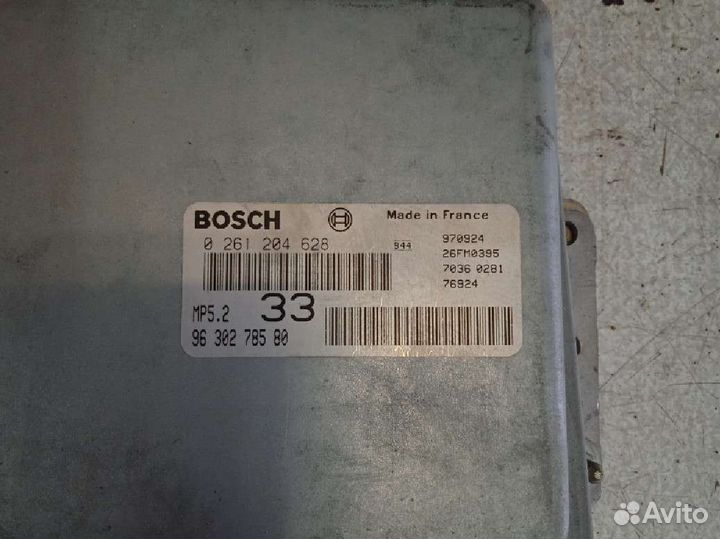 BOSCH
Made in France
0 261 204 628
944
970924
26FM0395
7036 0281
76924
MP5.2
33
96 302 785 80
Avito